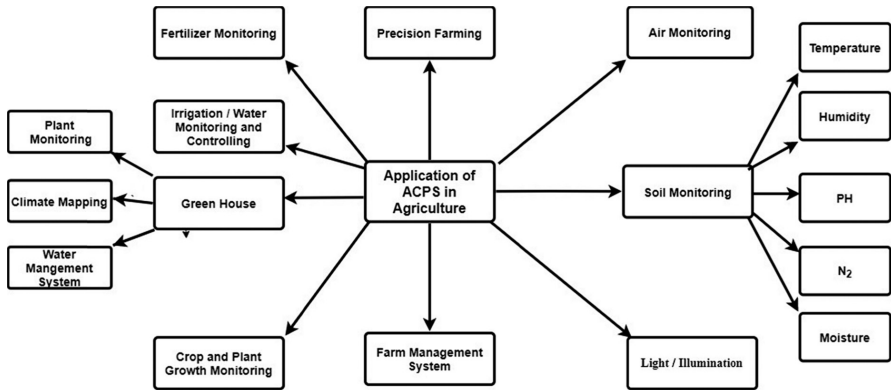 Fertilizer Monitoring
Precision Farming
Air Monitoring
Temperature
Plant
Monitoring
Irrigation / Water
Monitoring and
Controlling
Humidity
Climate Mapping
Green House
Application of
ACPS in
Agriculture
Soil Monitoring
PH
Water
Mangement
System
N2
Crop and Plant
Growth Monitoring
Farm Management
System
Light / Illumination
Moisture